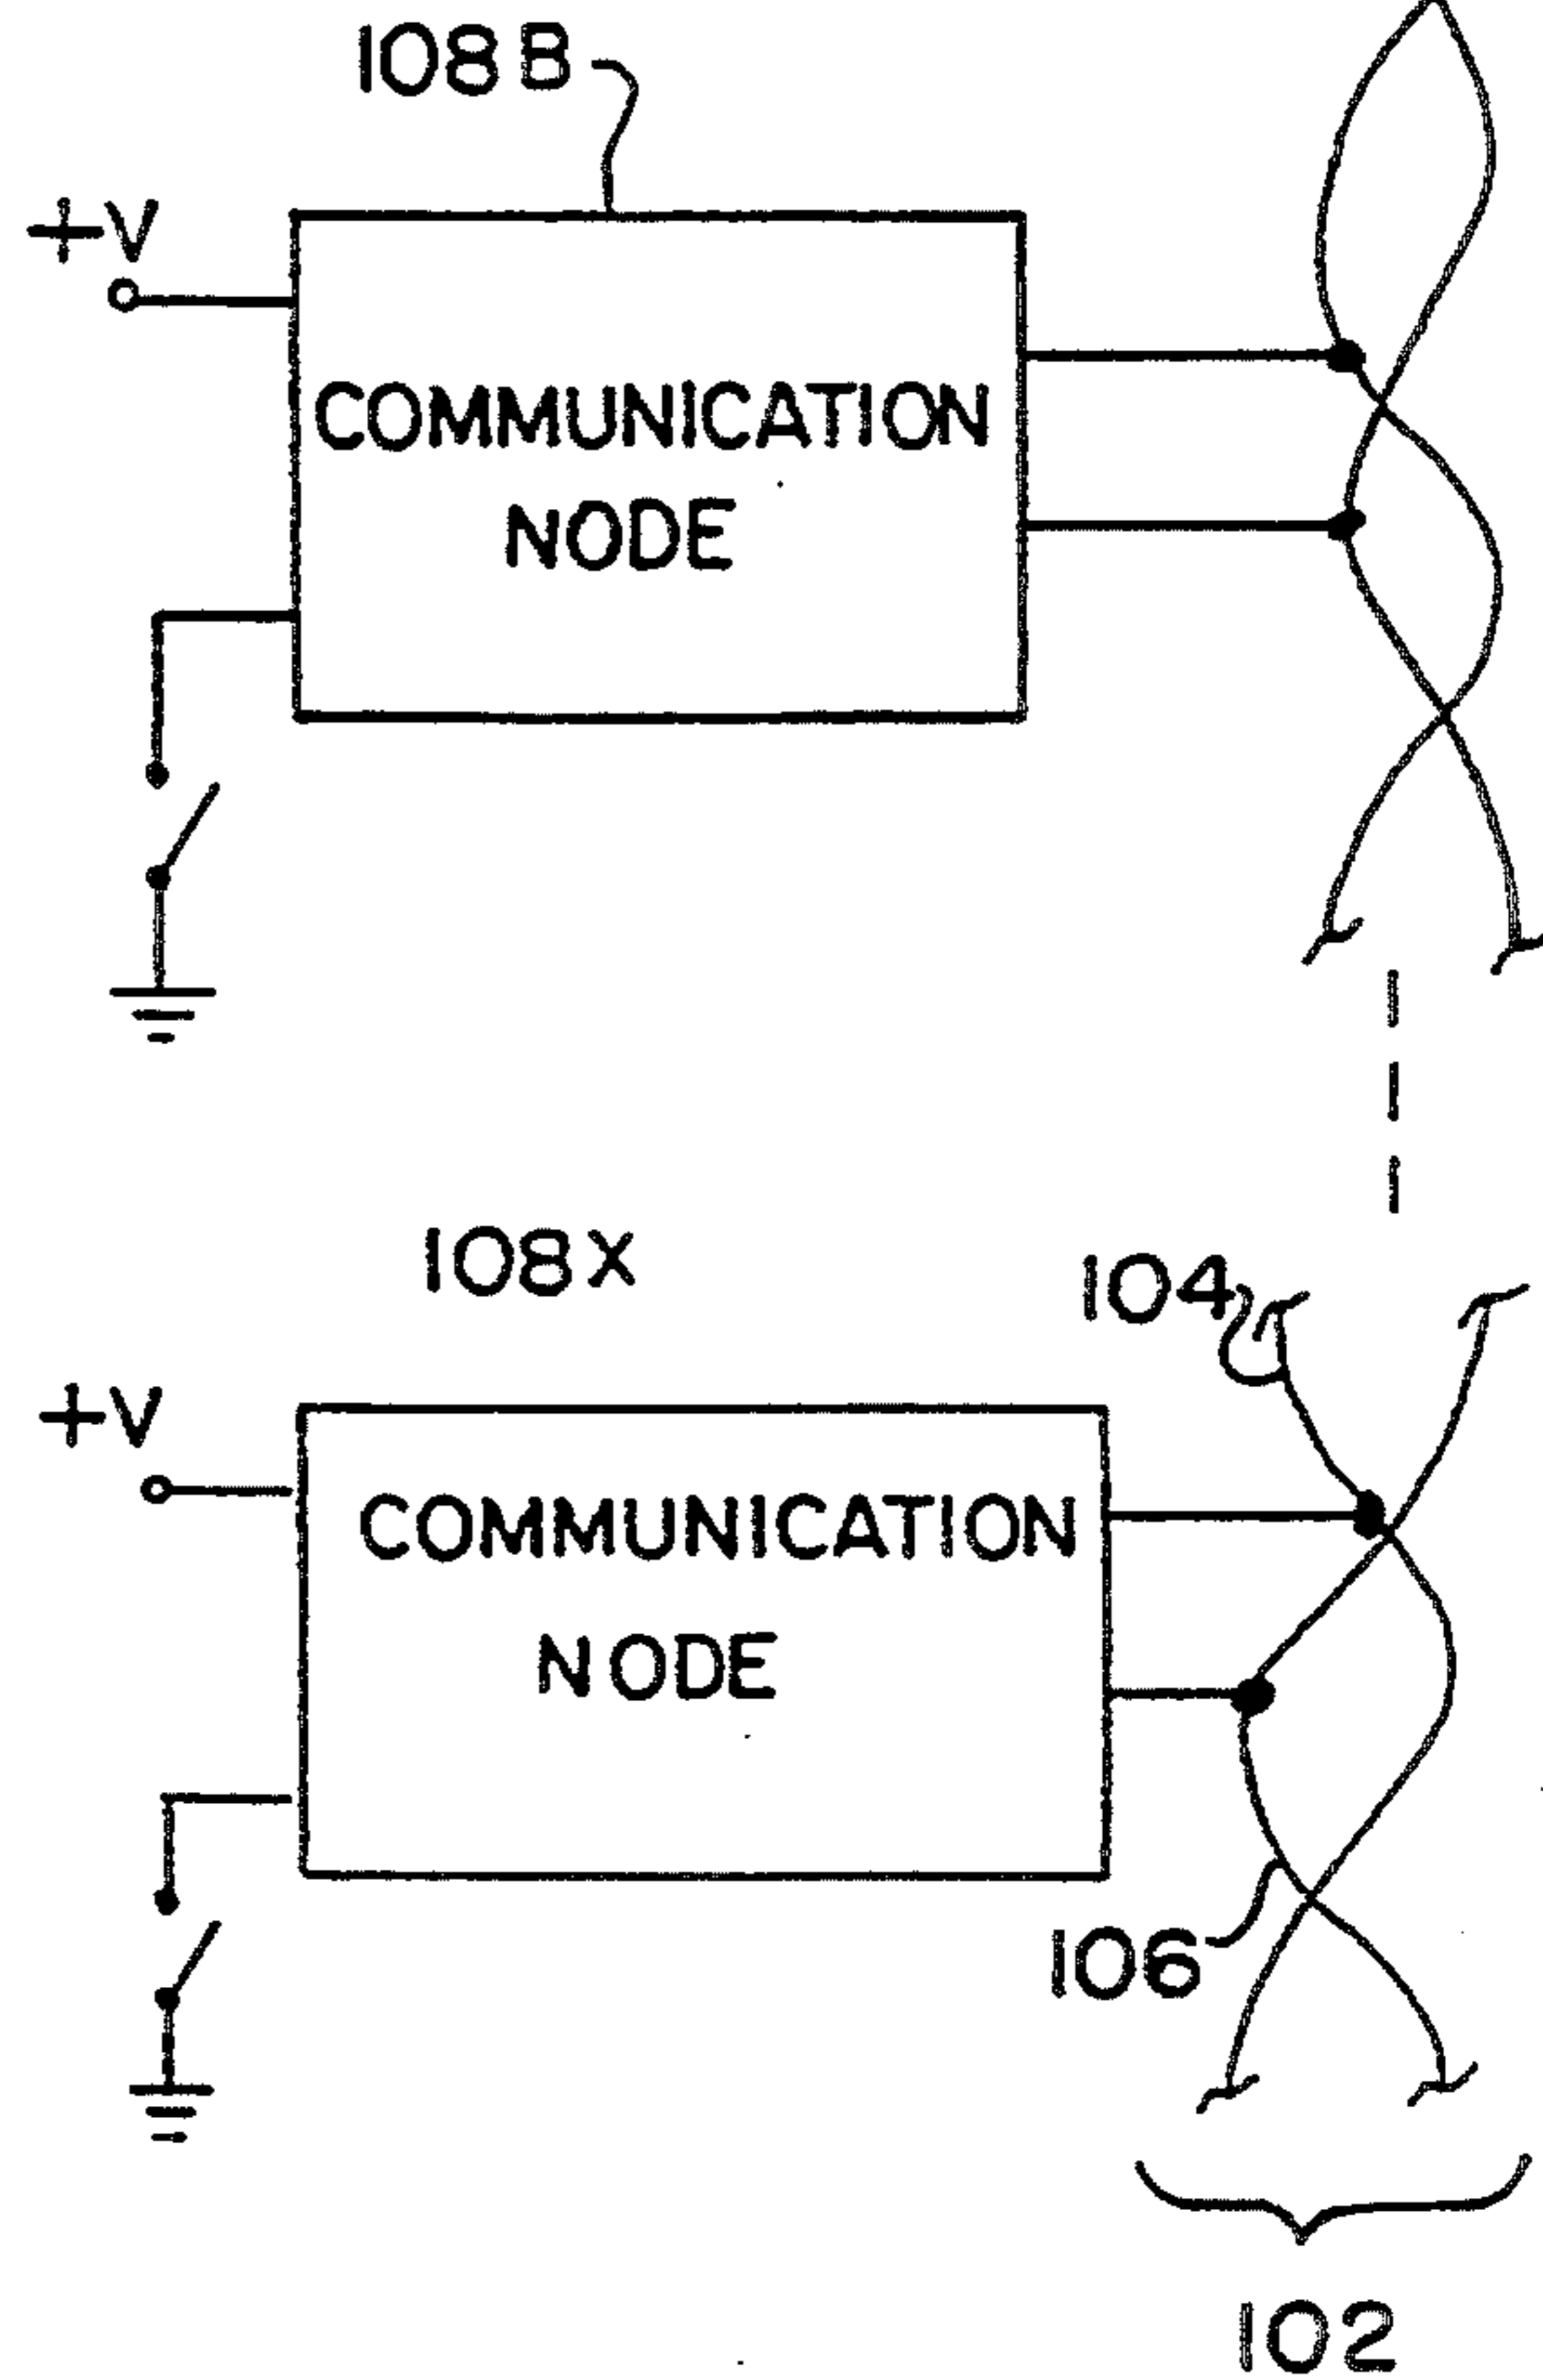 108B
+V
COMMUNICATION
NODE
108X
104
+V
COMMUNICATION
NODE
106
102